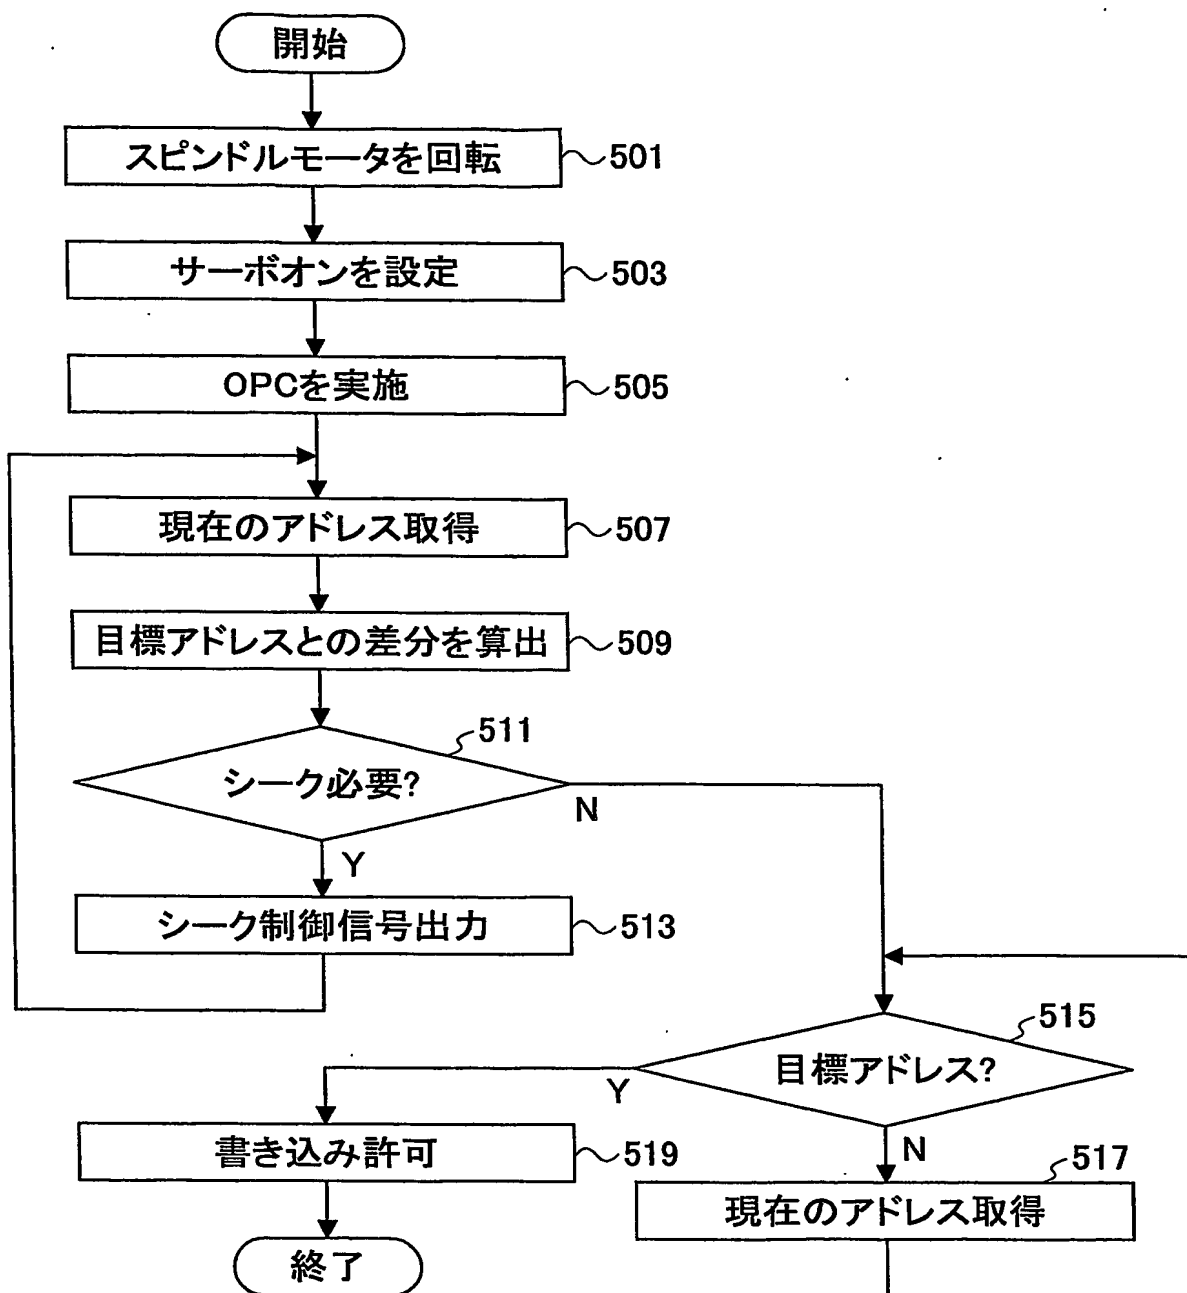 開始
スピンドルモータを回転
501
サーボオンを設定
503
OPCを実施
505
現在のアドレス取得
507
目標アドレスとの差分を算出
509
511
シーク必要?
N
Y
シーク制御信号出力
513
515
目標アドレス?
Y
N
書き込み許可
519
517
現在のアドレス取得
終了